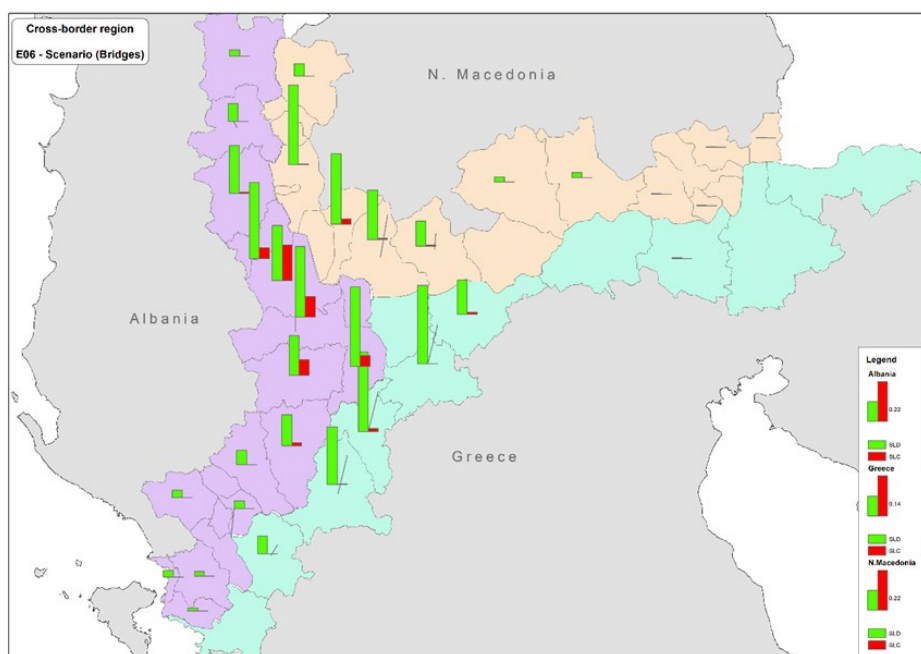 Cross-border region
E06 - Scenario (Bridges)
N. Macedonia
Albania
Greece
Legend
Albania
0.22
SLD
SLC
Greece
0.14
SLD
SLC
N.Macedonia
0.22
SLD
SLC